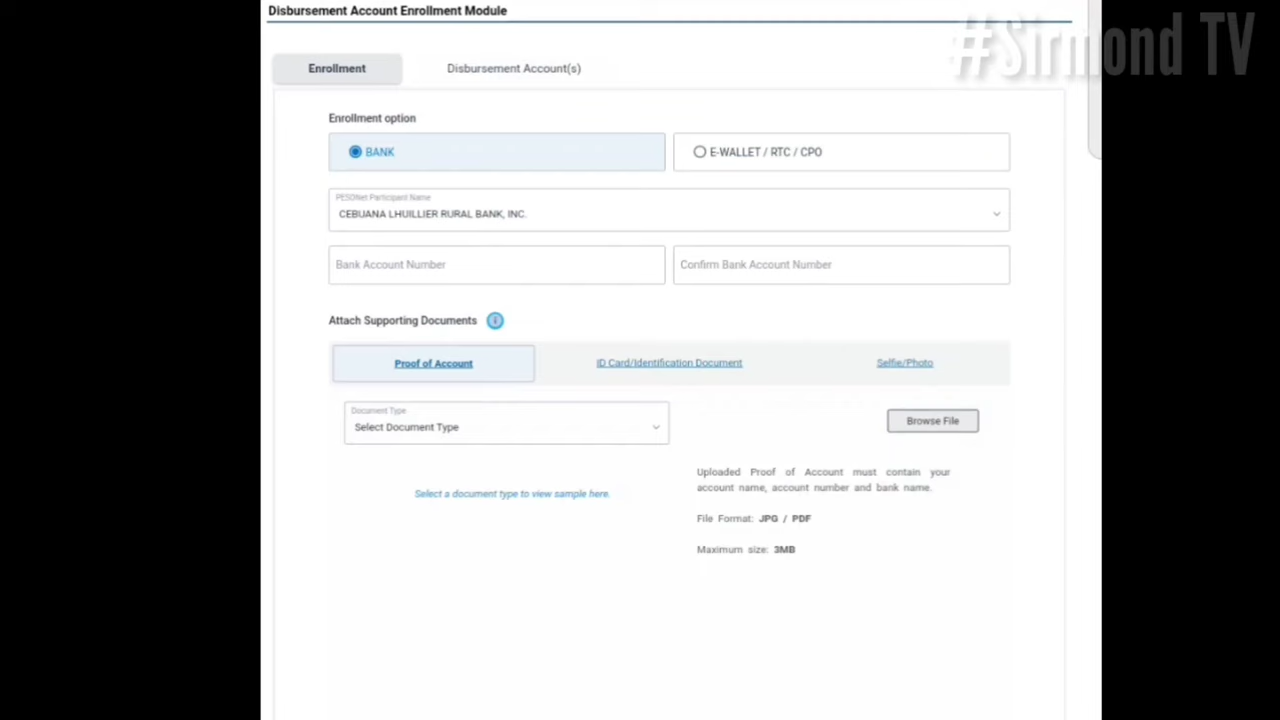 Disbursement Account Enrollment Module
#Sirmond TV
Enrollment
Disbursement Account(s)
Enrollment option
BANK
E-WALLET / RTC / CPO
PESONet Participant Name
CEBUANA LHUILLIER RURAL BANK, INC.
Bank Account Number
Confirm Bank Account Number
Attach Supporting Documents
Proof of Account
ID Card/Identification Document
Selfie/Photo
Document Type
Select Document Type
Browse File
Select a document type to view sample here.
Uploaded Proof of Account must contain your
account name, account number and bank name.
File Format: JPG / PDF
Maximum size: 3MB